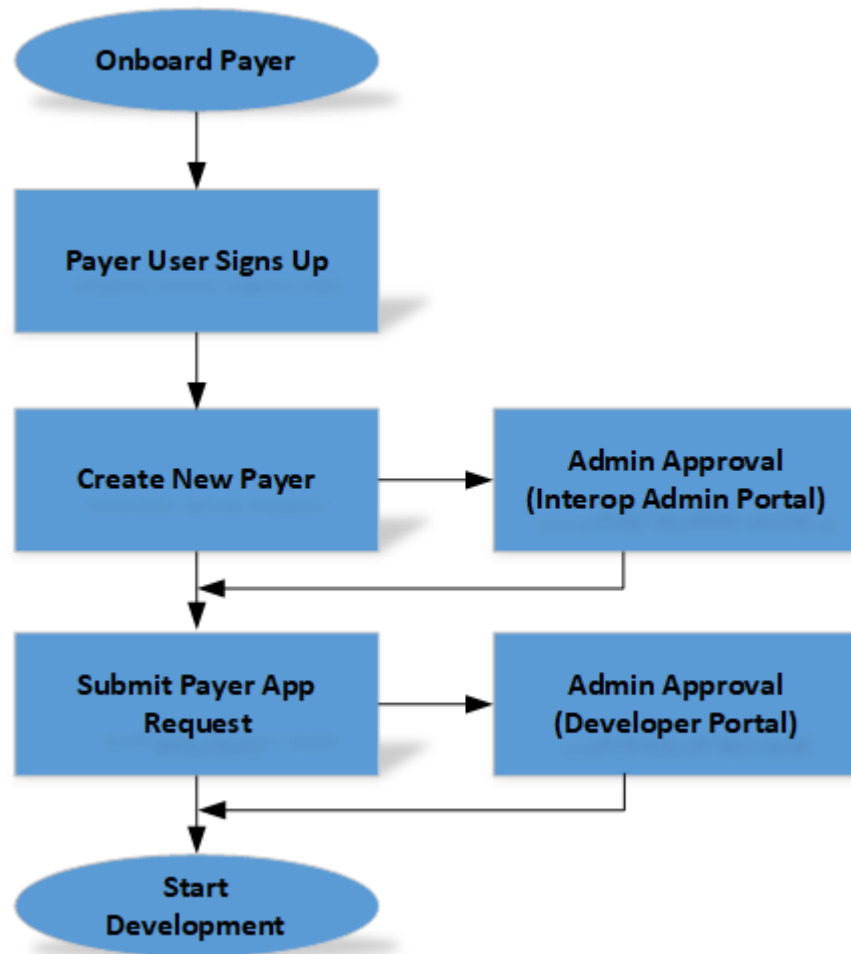 Onboard Payer
Payer User Signs Up
Create New Payer
Admin Approval
(Interop Admin Portal)
Submit Payer App
Request
Admin Approval
(Developer Portal)
Start
Development